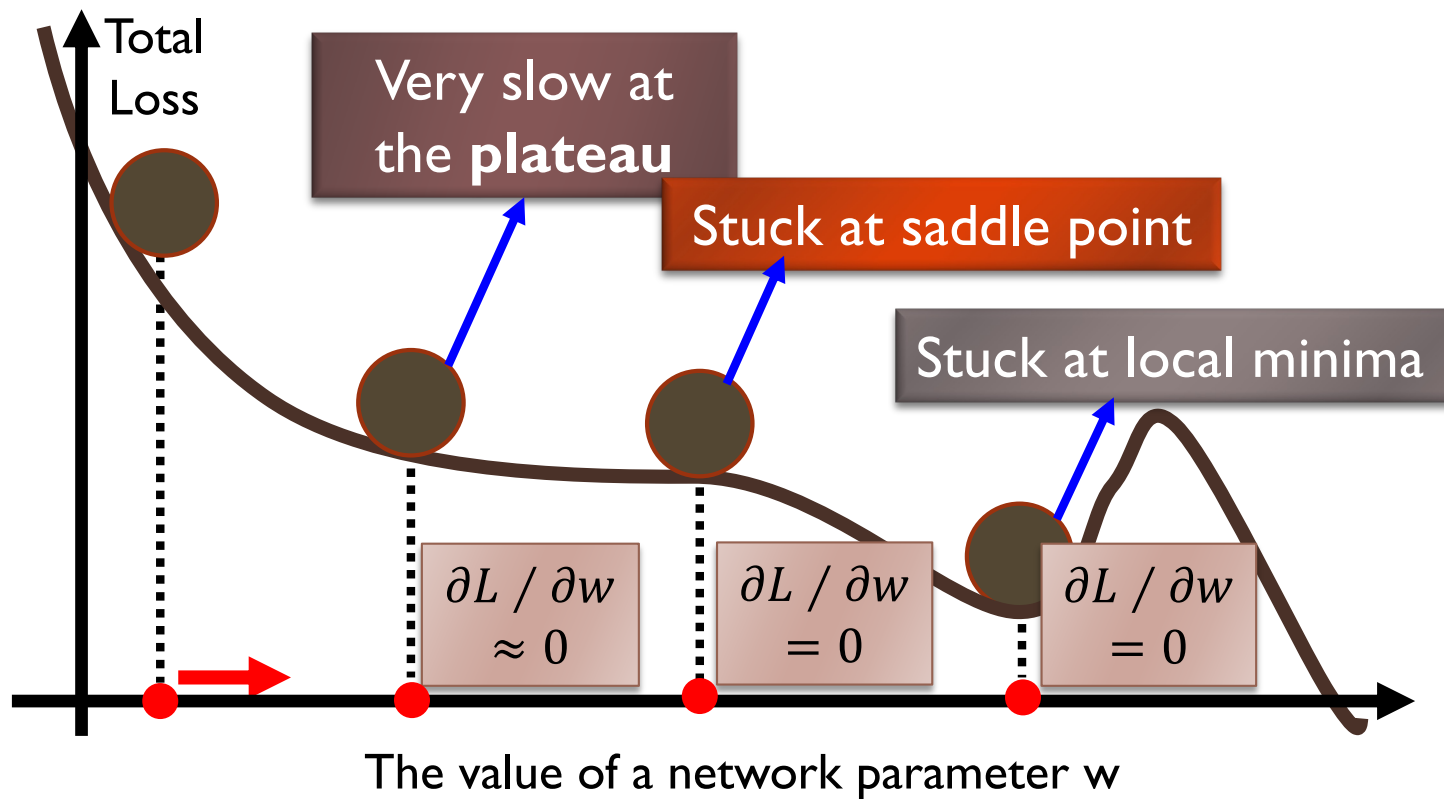 Total
Loss
Very slow at
the plateau
Stuck at saddle point
Stuck at local minima
∂L / ∂w
≈ 0
∂L / ∂w
= 0
∂L / ∂w
= 0
The value of a network parameter w